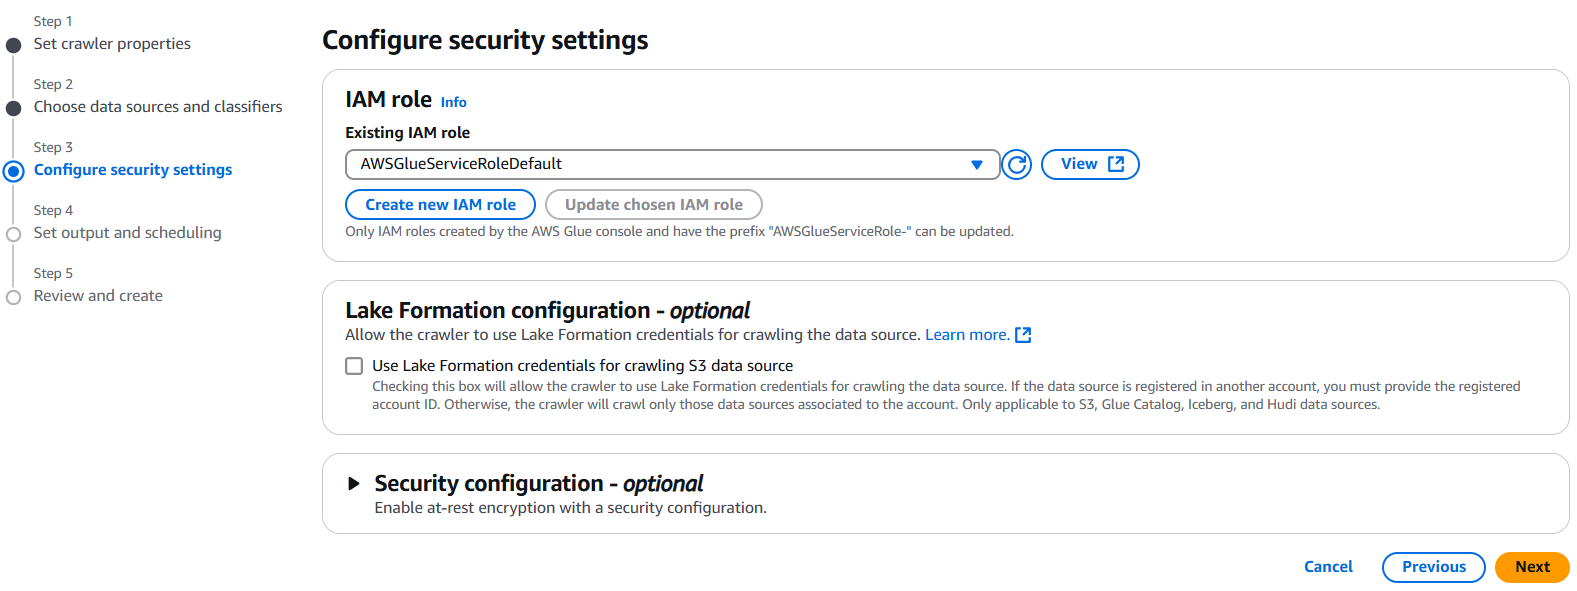 Step 1
Set crawler properties
Step 2
Choose data sources and classifiers
Step 3
Configure security settings
Step 4
Set output and scheduling
Step 5
Review and create
Configure security settings
IAM role Info
Existing IAM role
AWSGlueServiceRoleDefault
View
Create new IAM role Update chosen IAM role
Only IAM roles created by the AWS Glue console and have the prefix "AWSGlueServiceRole-" can be updated.
Lake Formation configuration - optional
Allow the crawler to use Lake Formation credentials for crawling the data source. Learn more.
Use Lake Formation credentials for crawling S3 data source
Checking this box will allow the crawler to use Lake Formation credentials for crawling the data source. If the data source is registered in another account, you must provide the registered
account ID. Otherwise, the crawler will crawl only those data sources associated to the account. Only applicable to S3, Glue Catalog, Iceberg, and Hudi data sources.
Security configuration - optional
Enable at-rest encryption with a security configuration.
Cancel Previous Next